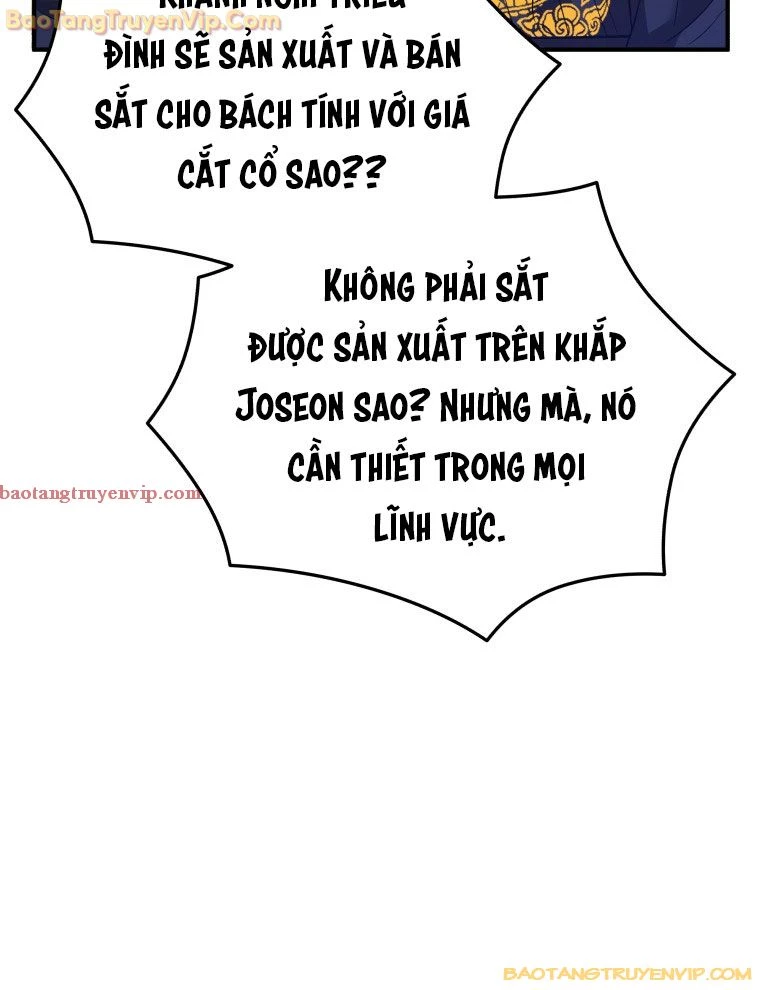 BaoTangTruyenVip.Com
ĐÌNH SẼ SẢN XUẤT VÀ BÁN
SẮT CHO BÁCH TÍNH VỚI GIÁ
CẮT CỔ SAO??
KHÔNG PHẢI SẮT
ĐƯỢC SẢN XUẤT TRÊN KHẮP
JOSEON SAO? NHƯNG MÀ, NÓ
CẦN THIẾT TRONG MỌI
LĨNH VỰC.
baotangtruyenvip.com
BAOTANGTRUYENVIP.COM